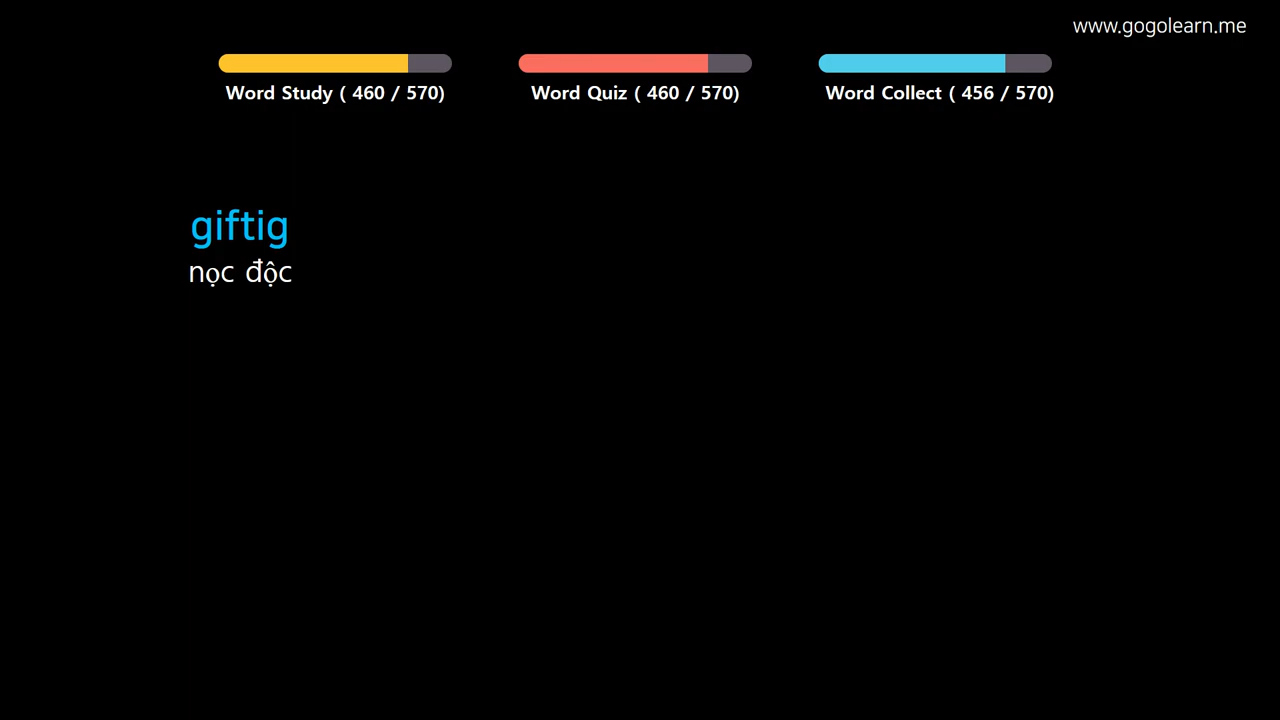 www.gogolearn.me
Word Study ( 460 / 570)
Word Quiz ( 460 / 570)
Word Collect ( 456 / 570)
giftig
nọc độc